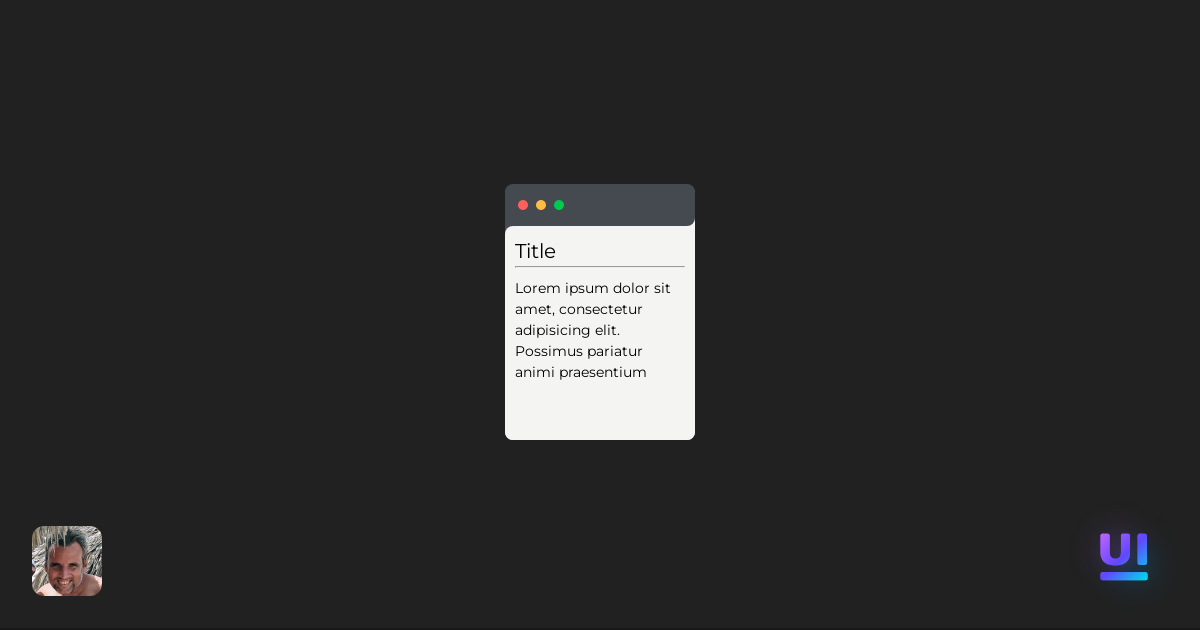 Title
Lorem ipsum dolor sit
amet, consectetur
adipisicing elit.
Possimus pariatur
animi praesentium
UI